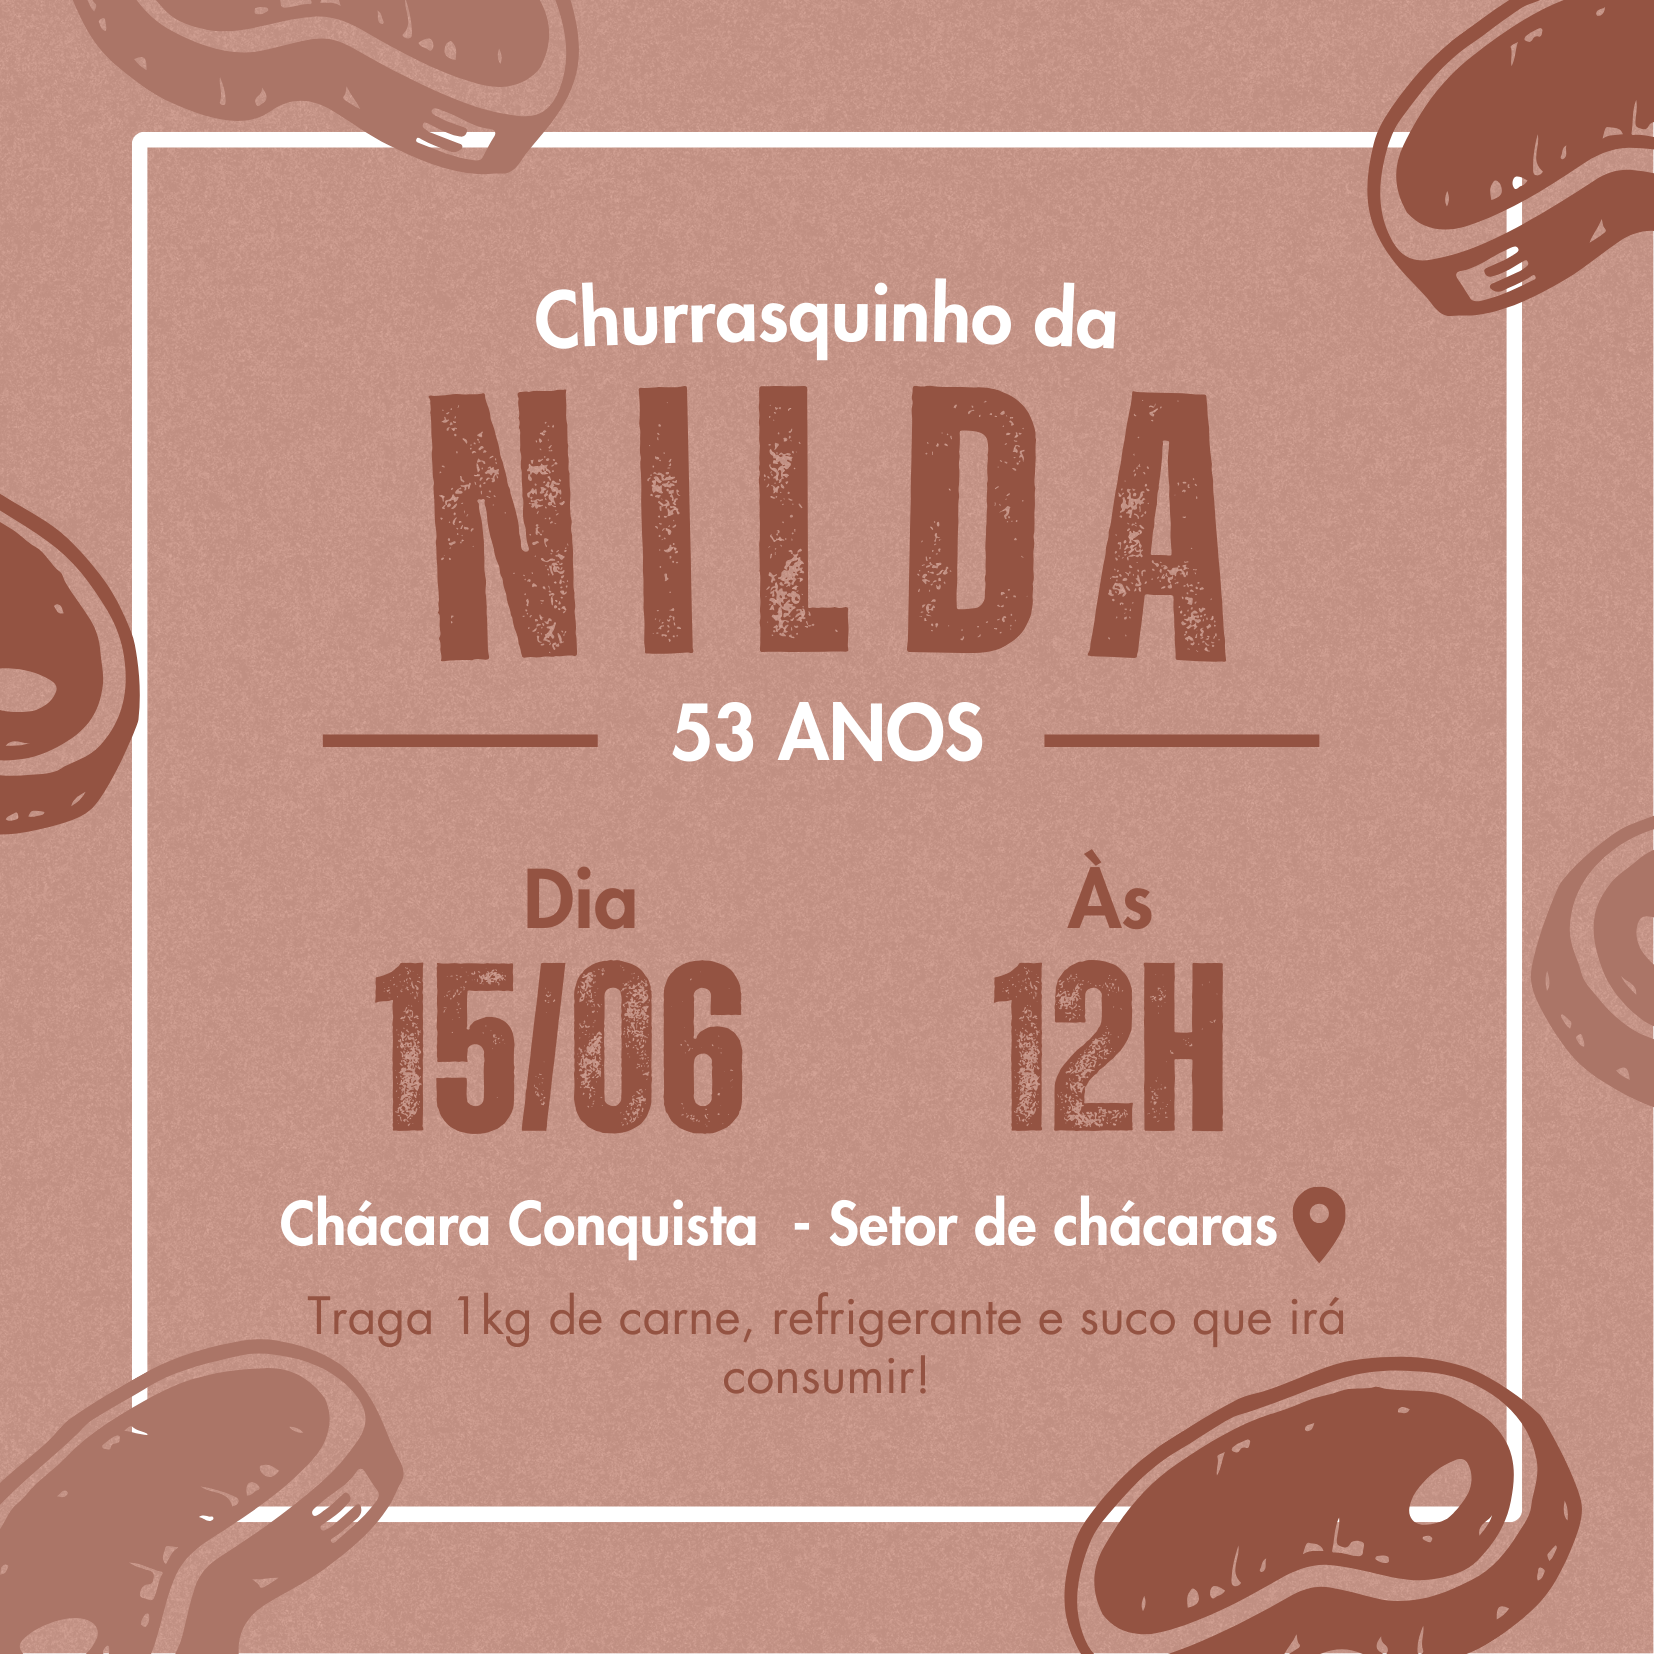 Churrasquinho da
NILDA
53 ANOS
Dia
15/06
Às
12H
Chácara Conquista - Setor de chácaras
Traga 1kg de carne, refrigerante e suco que irá
consumir!